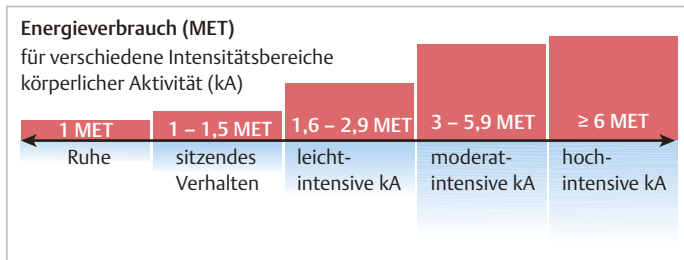 Energieverbrauch (MET)
für verschiedene Intensitätsbereiche
körperlicher Aktivität (kA)
1 MET
1 – 1,5 MET
1,6 – 2,9 MET
3 – 5,9 MET
≥ 6 MET
Ruhe
sitzendes
Verhalten
leicht-
intensive kA
moderat-
intensive kA
hoch-
intensive kA